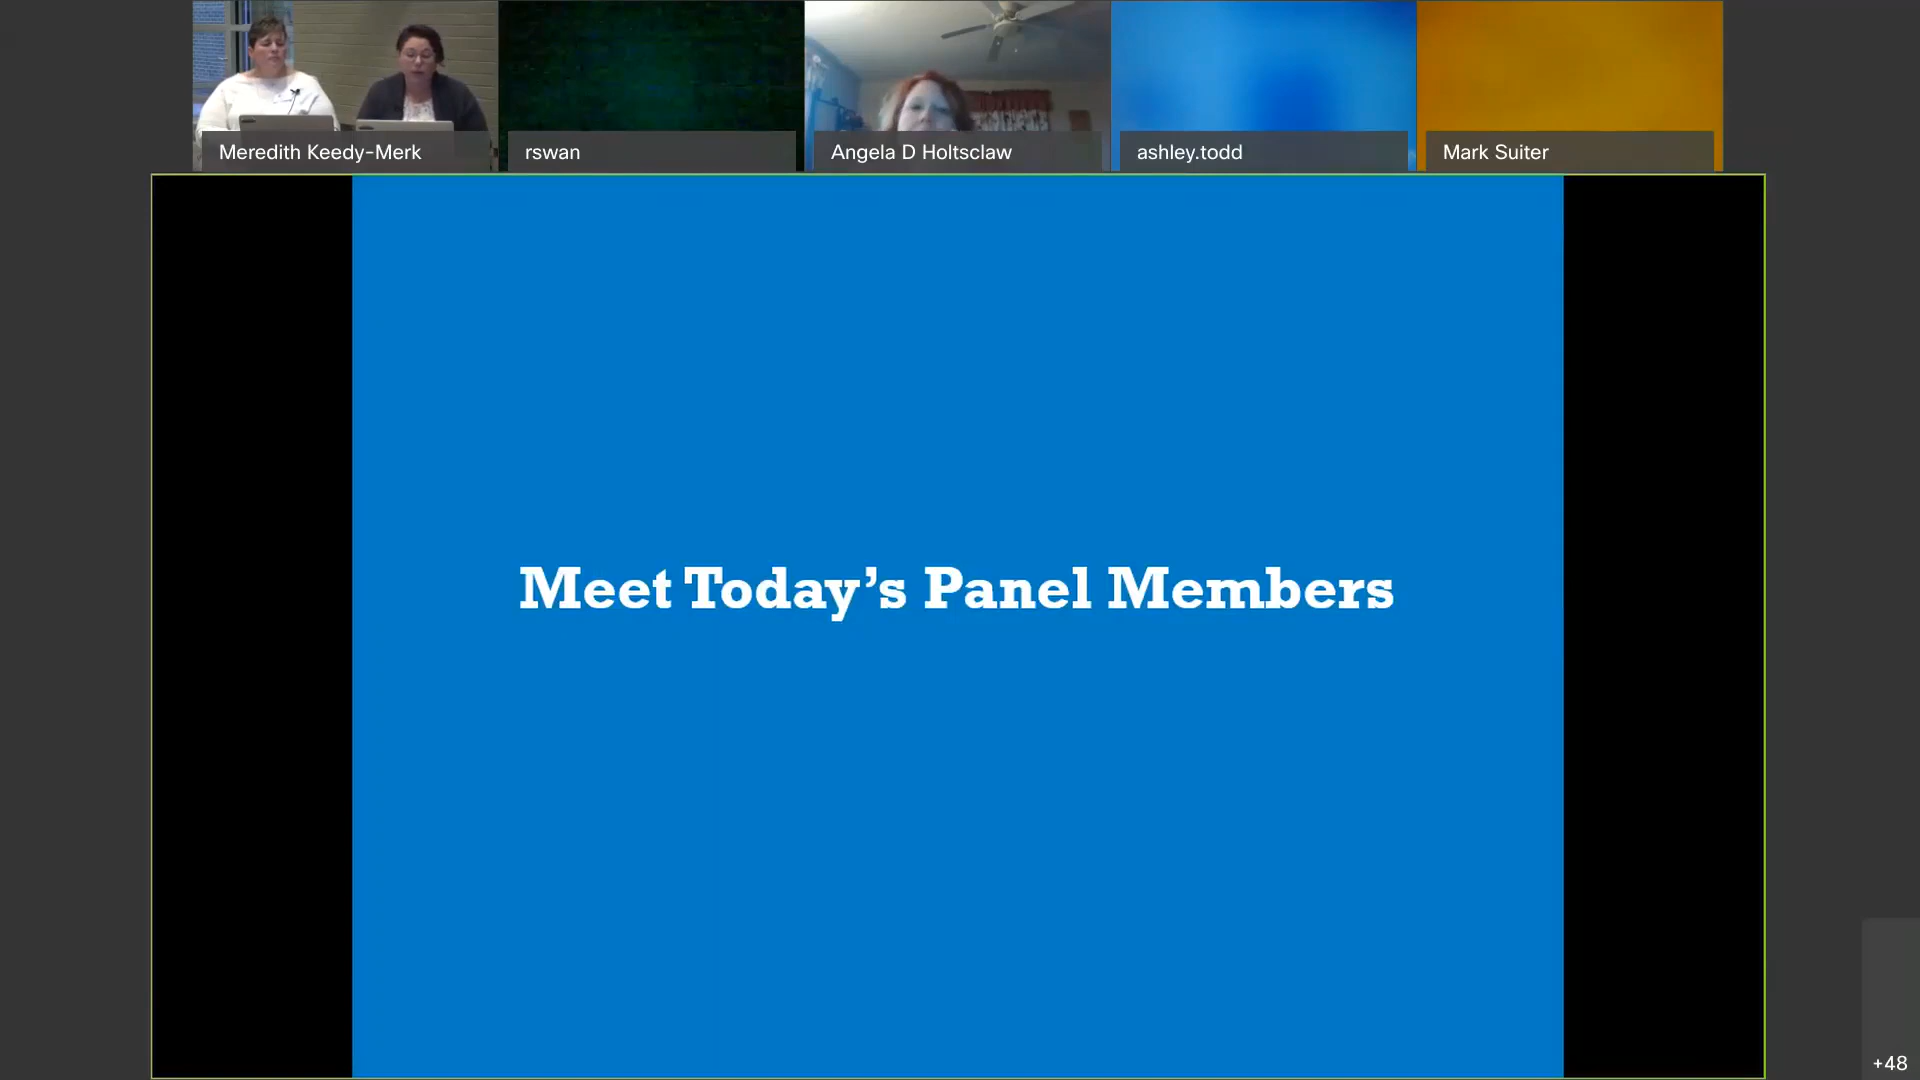 Meredith Keedy-Merk
rswan
Angela D Holtsclaw
ashley.todd
Mark Suiter
Meet Today’s Panel Members
+48